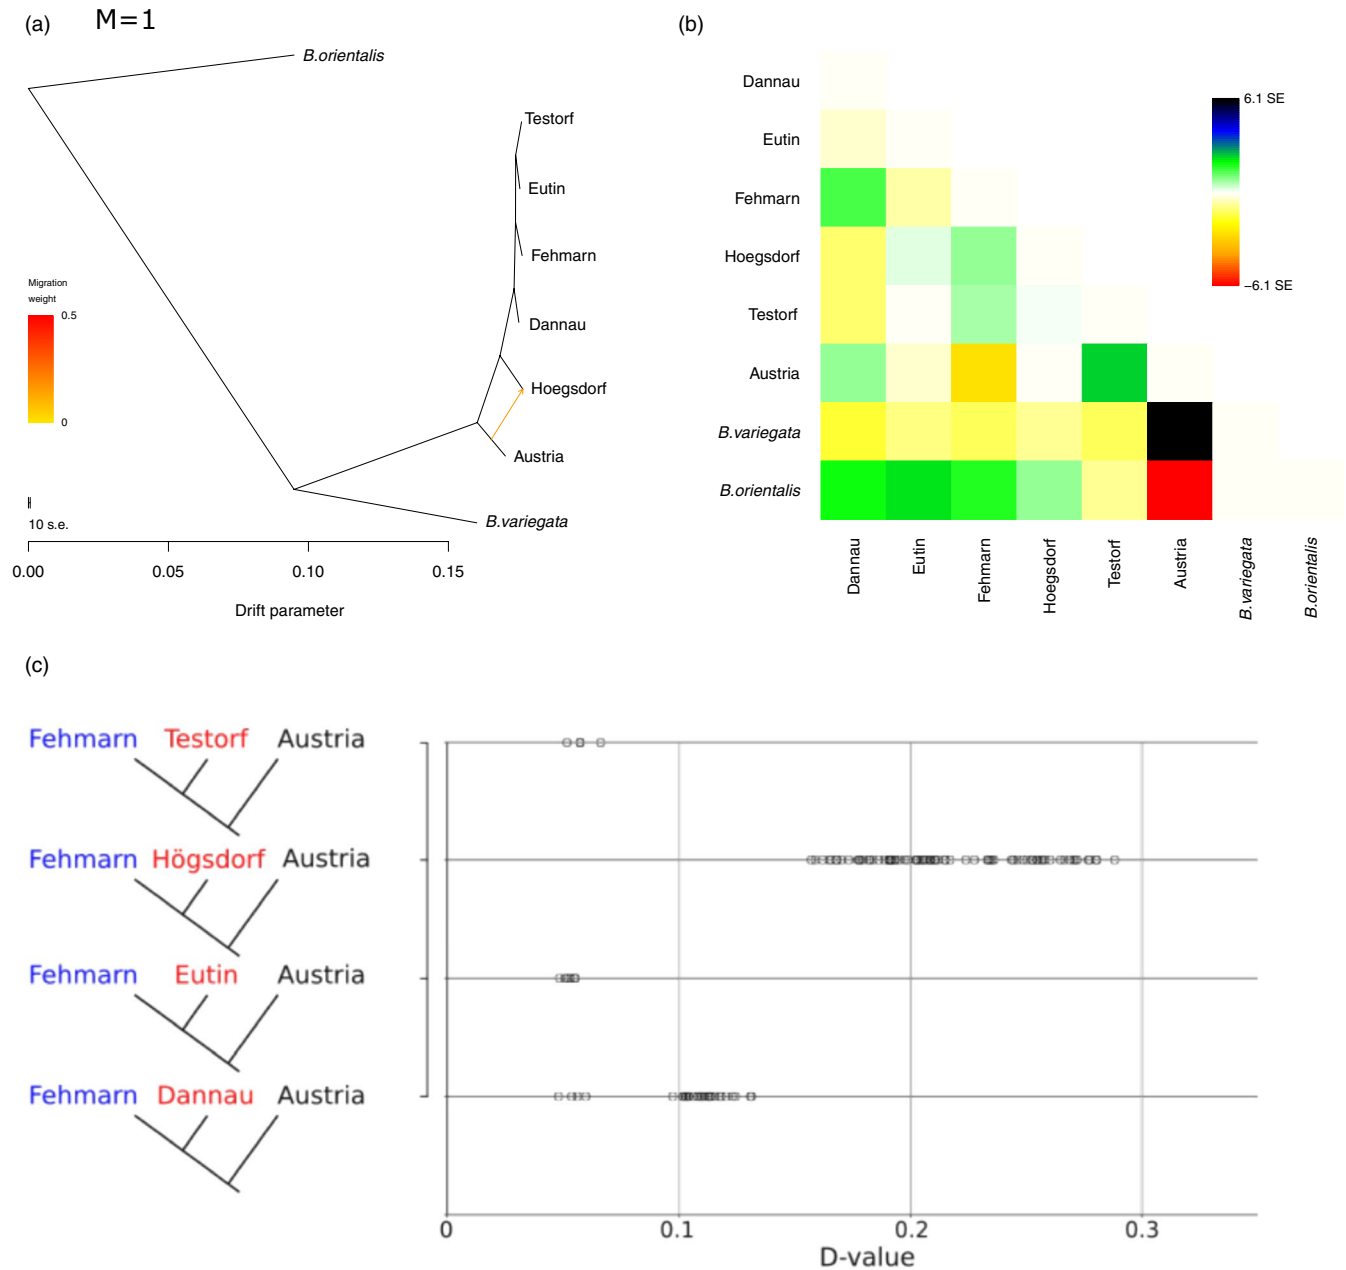 (a) M=1
B.orientalis
Testorf
Eutin
Fehmarn
Dannau
Hoegsdorf
Austria
B.variegata
Migration
weight
0.5
0
10 s.e.
0.00 0.05 0.10 0.15
Drift parameter
(b)
Dannau
Eutin
Fehmarn
Hoegsdorf
Testorf
Austria
B.variegata
B.orientalis
6.1 SE
−6.1 SE
Dannau
Eutin
Fehmarn
Hoegsdorf
Testorf
Austria
B.variegata
B.orientalis
(c)
Fehmarn Testorf Austria
Fehmarn Högsdorf Austria
Fehmarn Eutin Austria
Fehmarn Dannau Austria
0 0.1 0.2 0.3
D-value